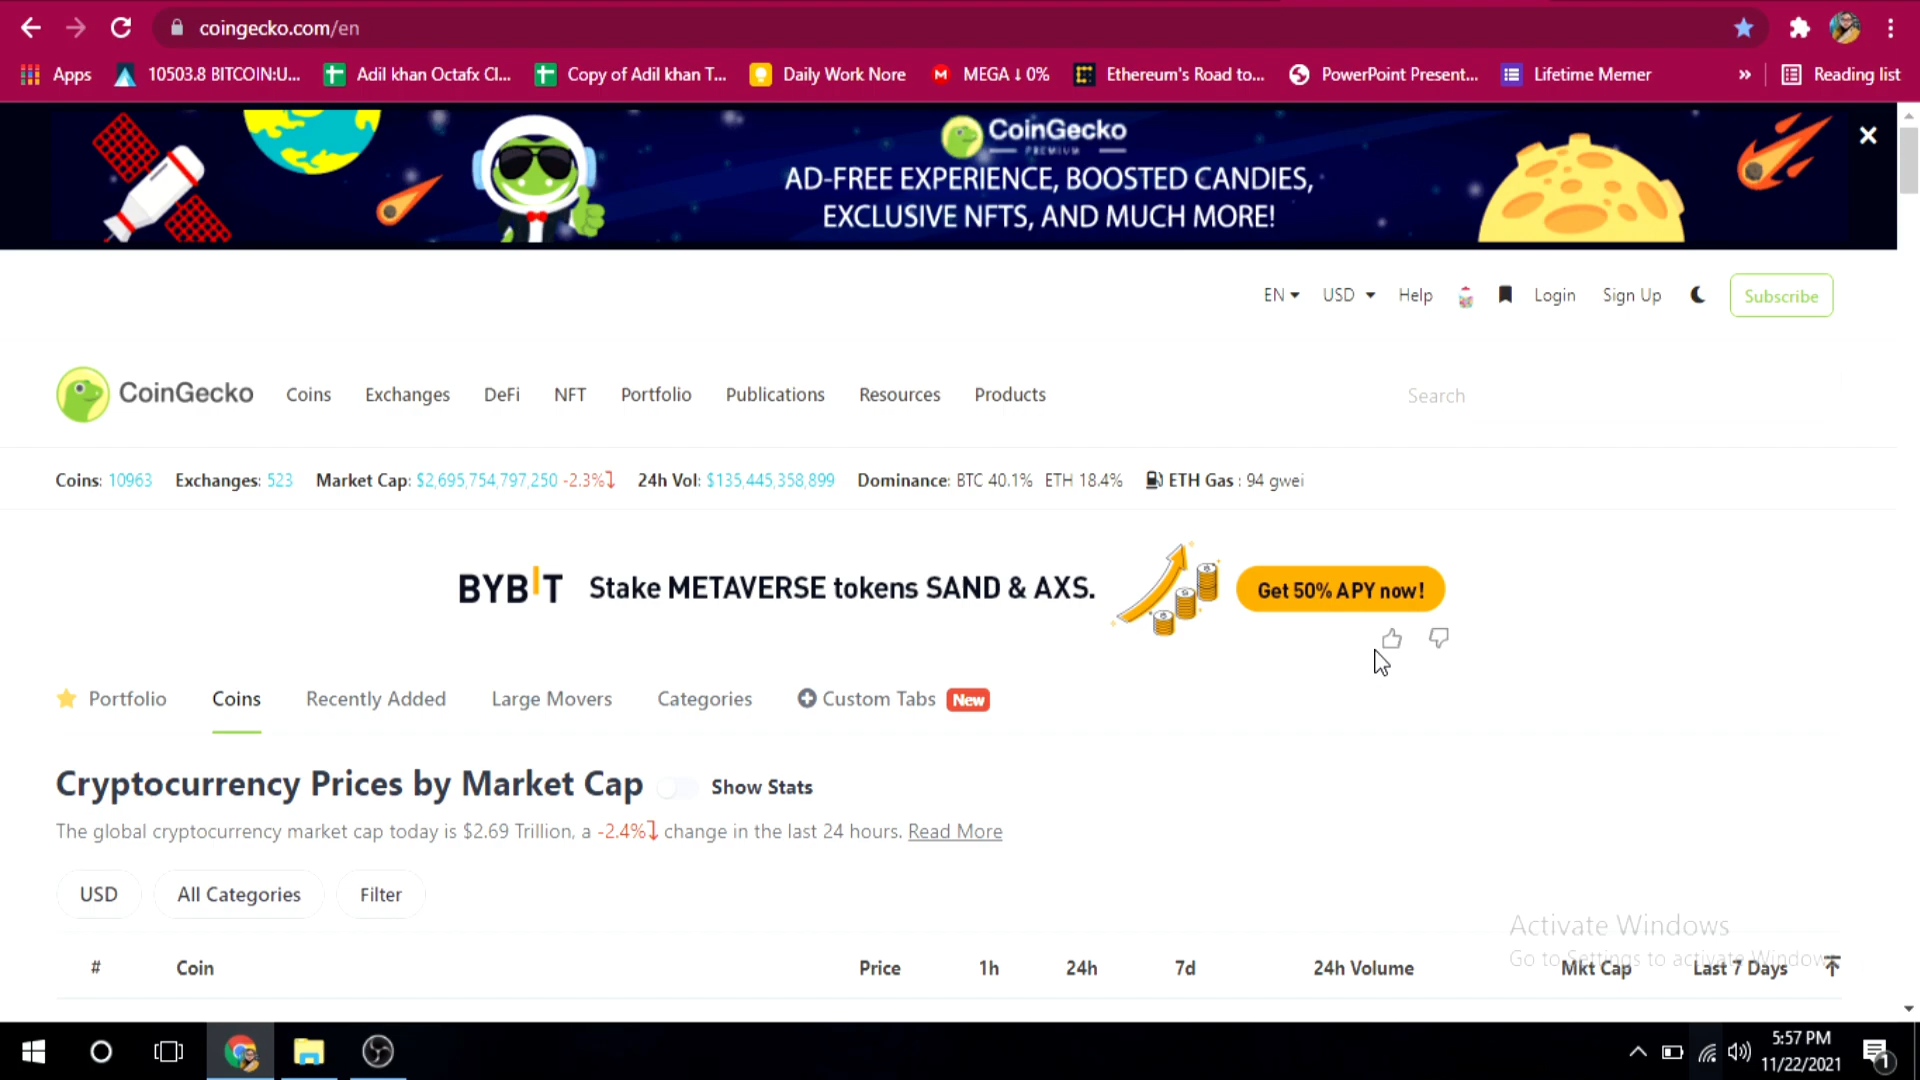 coingecko.com/en
Apps 10503.8 BITCOIN:U... Adil khan Octafx Cl... Copy of Adil khan T... Daily Work Nore MEGA ⬇ 0% Ethereum's Road to... PowerPoint Present... Lifetime Memer » Reading list
CoinGecko
PREMIUM
AD-FREE EXPERIENCE, BOOSTED CANDIES,
EXCLUSIVE NFTS, AND MUCH MORE!
EN USD Help Login Sign Up Subscribe
CoinGecko Coins Exchanges DeFi NFT Portfolio Publications Resources Products Search
Coins: 10963 Exchanges: 523 Market Cap: $2,695,754,797,250 -2.3% 24h Vol: $135,445,358,899 Dominance: BTC 40.1% ETH 18.4% ETH Gas : 94 gwei
BYBIT Stake METAVERSE tokens SAND & AXS. Get 50% APY now!
Portfolio Coins Recently Added Large Movers Categories Custom Tabs New
Cryptocurrency Prices by Market Cap Show Stats
The global cryptocurrency market cap today is $2.69 Trillion, a -2.4% change in the last 24 hours. Read More
USD All Categories Filter
Activate Windows
Go to Settings to activate Windows
# Coin Price 1h 24h 7d 24h Volume Mkt Cap Last 7 Days
5:57 PM
11/22/2021
1